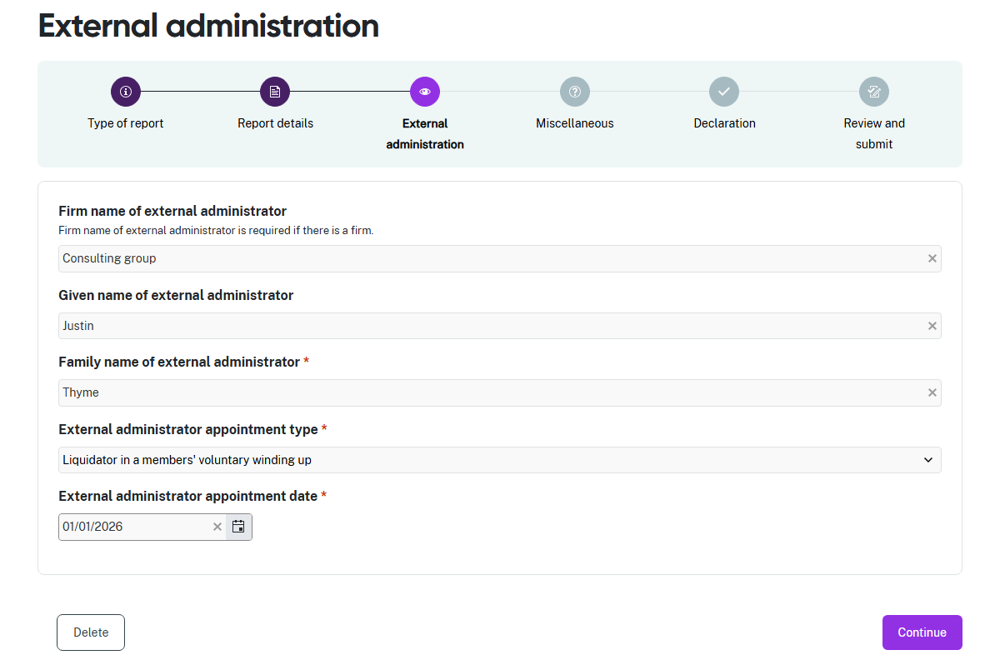 External administration
Type of report
Report details
External
administration
Miscellaneous
Declaration
Review and
submit
Firm name of external administrator
Firm name of external administrator is required if there is a firm.
Consulting group
Given name of external administrator
Justin
Family name of external administrator *
Thyme
External administrator appointment type *
Liquidator in a members' voluntary winding up
External administrator appointment date *
01/01/2026
Delete
Continue